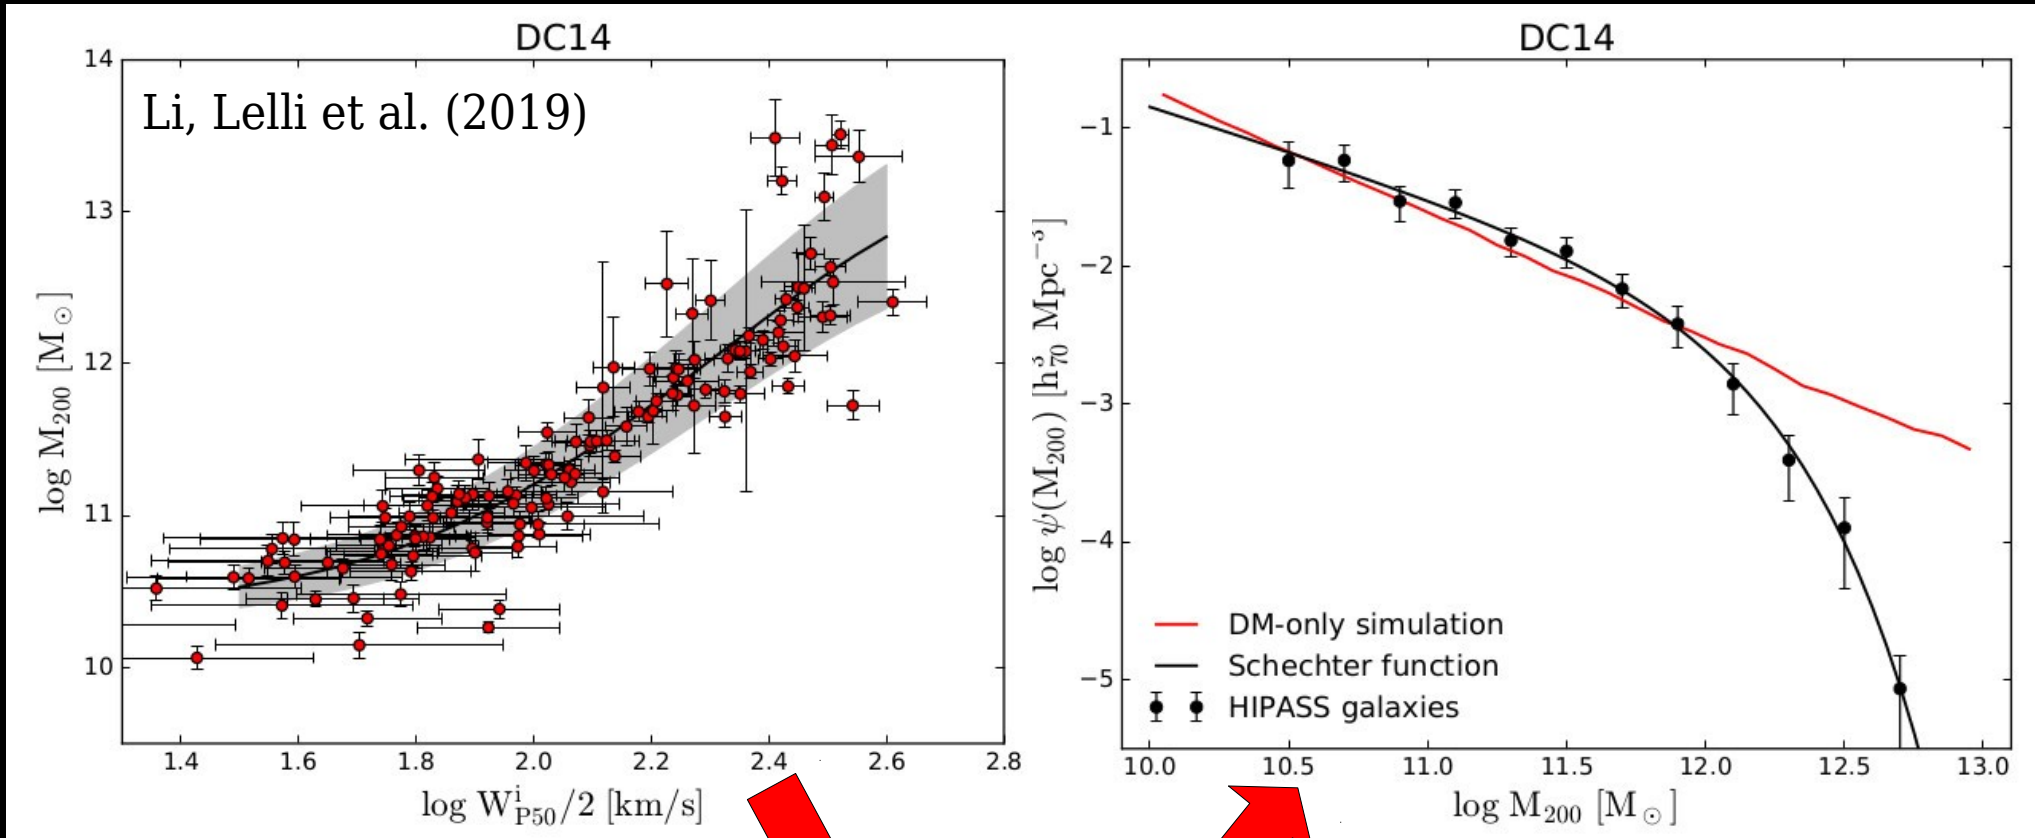 DC14
Li, Lelli et al. (2019)
14
13
12
11
10
log M₂₀₀ [M☉]
1.4 1.6 1.8 2.0 2.2 2.4 2.6 2.8
log Wⁱ_P50/2 [km/s]
DC14
−1
−2
−3
−4
−5
log ψ(M₂₀₀) [h³₇₀ Mpc⁻³]
DM-only simulation
Schechter function
HIPASS galaxies
10.0 10.5 11.0 11.5 12.0 12.5 13.0
log M₂₀₀ [M☉]